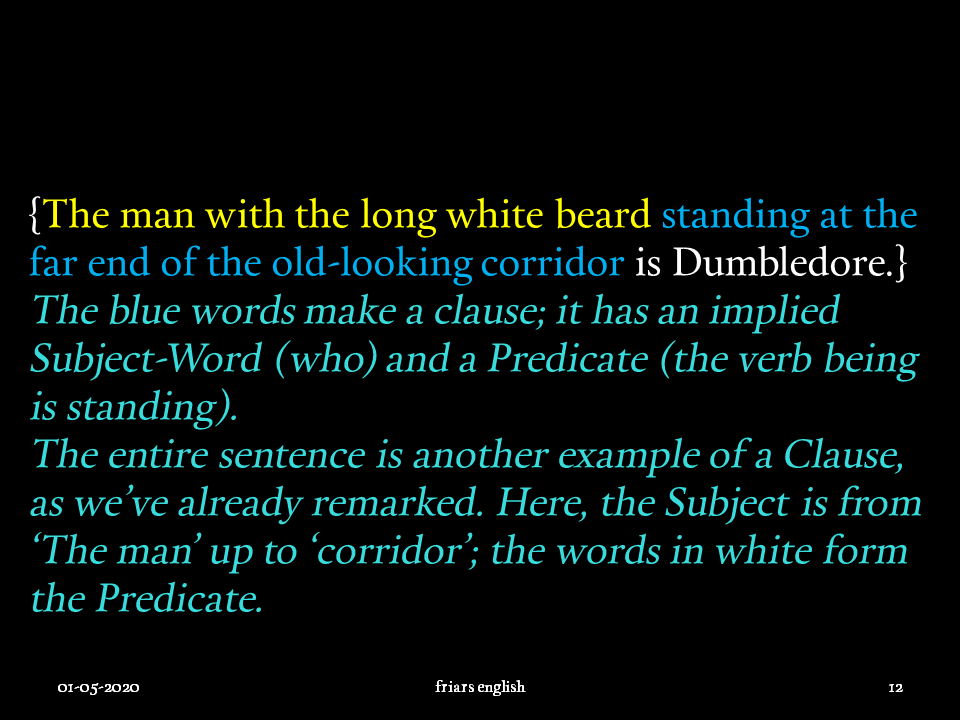 {The man with the long white beard standing at the
far end of the old-looking corridor is Dumbledore.}
The blue words make a clause; it has an implied
Subject-Word (who) and a Predicate (the verb being
is standing).
The entire sentence is another example of a Clause,
as we’ve already remarked. Here, the Subject is from
‘The man’ up to ‘corridor’; the words in white form
the Predicate.
01-05-2020 friars english 12